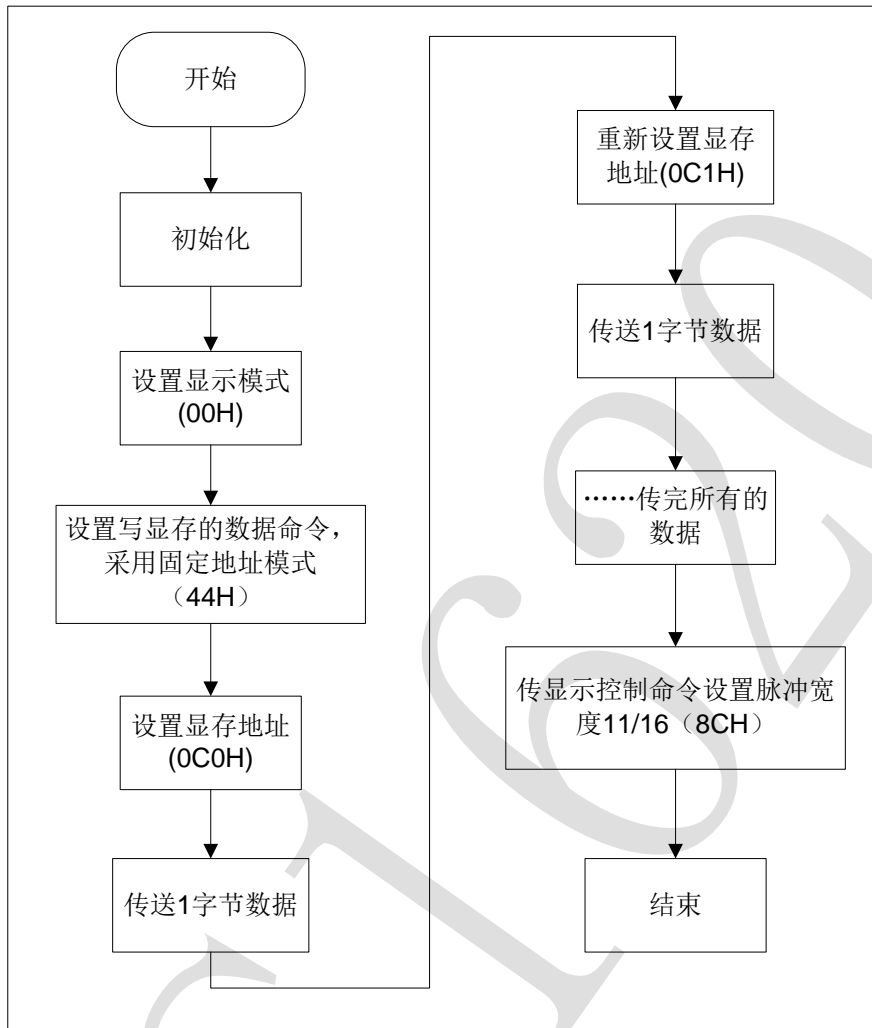 开始
初始化
设置显示模式
(00H)
设置写显存的数据命令，
采用固定地址模式
（44H）
设置显存地址
(0C0H)
传送1字节数据
重新设置显存
地址(0C1H)
传送1字节数据
……传完所有的
数据
传显示控制命令设置脉冲宽
度11/16（8CH）
结束